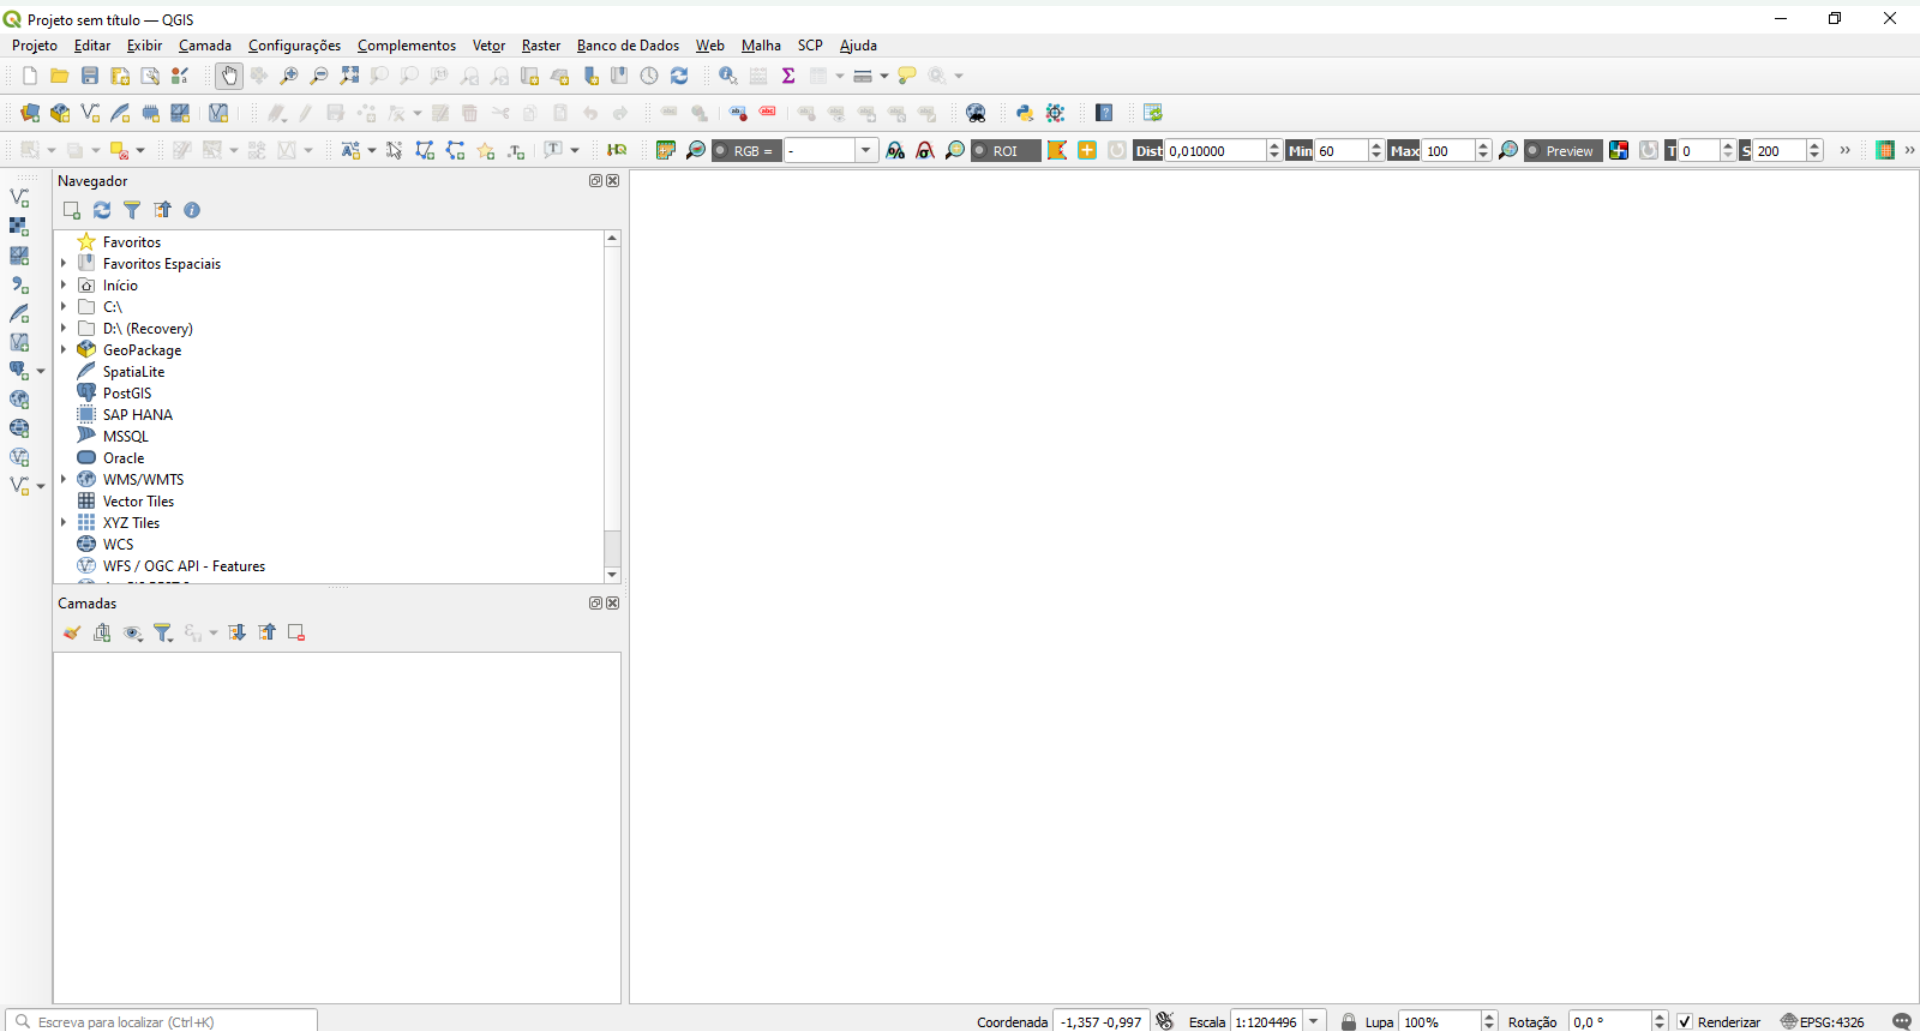 Projeto sem título — QGIS
Projeto Editar Exibir Camada Configurações Complementos Vetor Raster Banco de Dados Web Malha SCP Ajuda
RGB = - ROI Dist 0,010000 Min 60 Max 100 Preview T 0 S 200
Navegador
Favoritos
Favoritos Espaciais
Início
C:\
D:\ (Recovery)
GeoPackage
SpatiaLite
PostGIS
SAP HANA
MSSQL
Oracle
WMS/WMTS
Vector Tiles
XYZ Tiles
WCS
WFS / OGC API - Features
Camadas
Escreva para localizar (Ctrl+K)
Coordenada -1,357 -0,997 Escala 1:1204496 Lupa 100% Rotação 0,0 ° Renderizar EPSG:4326